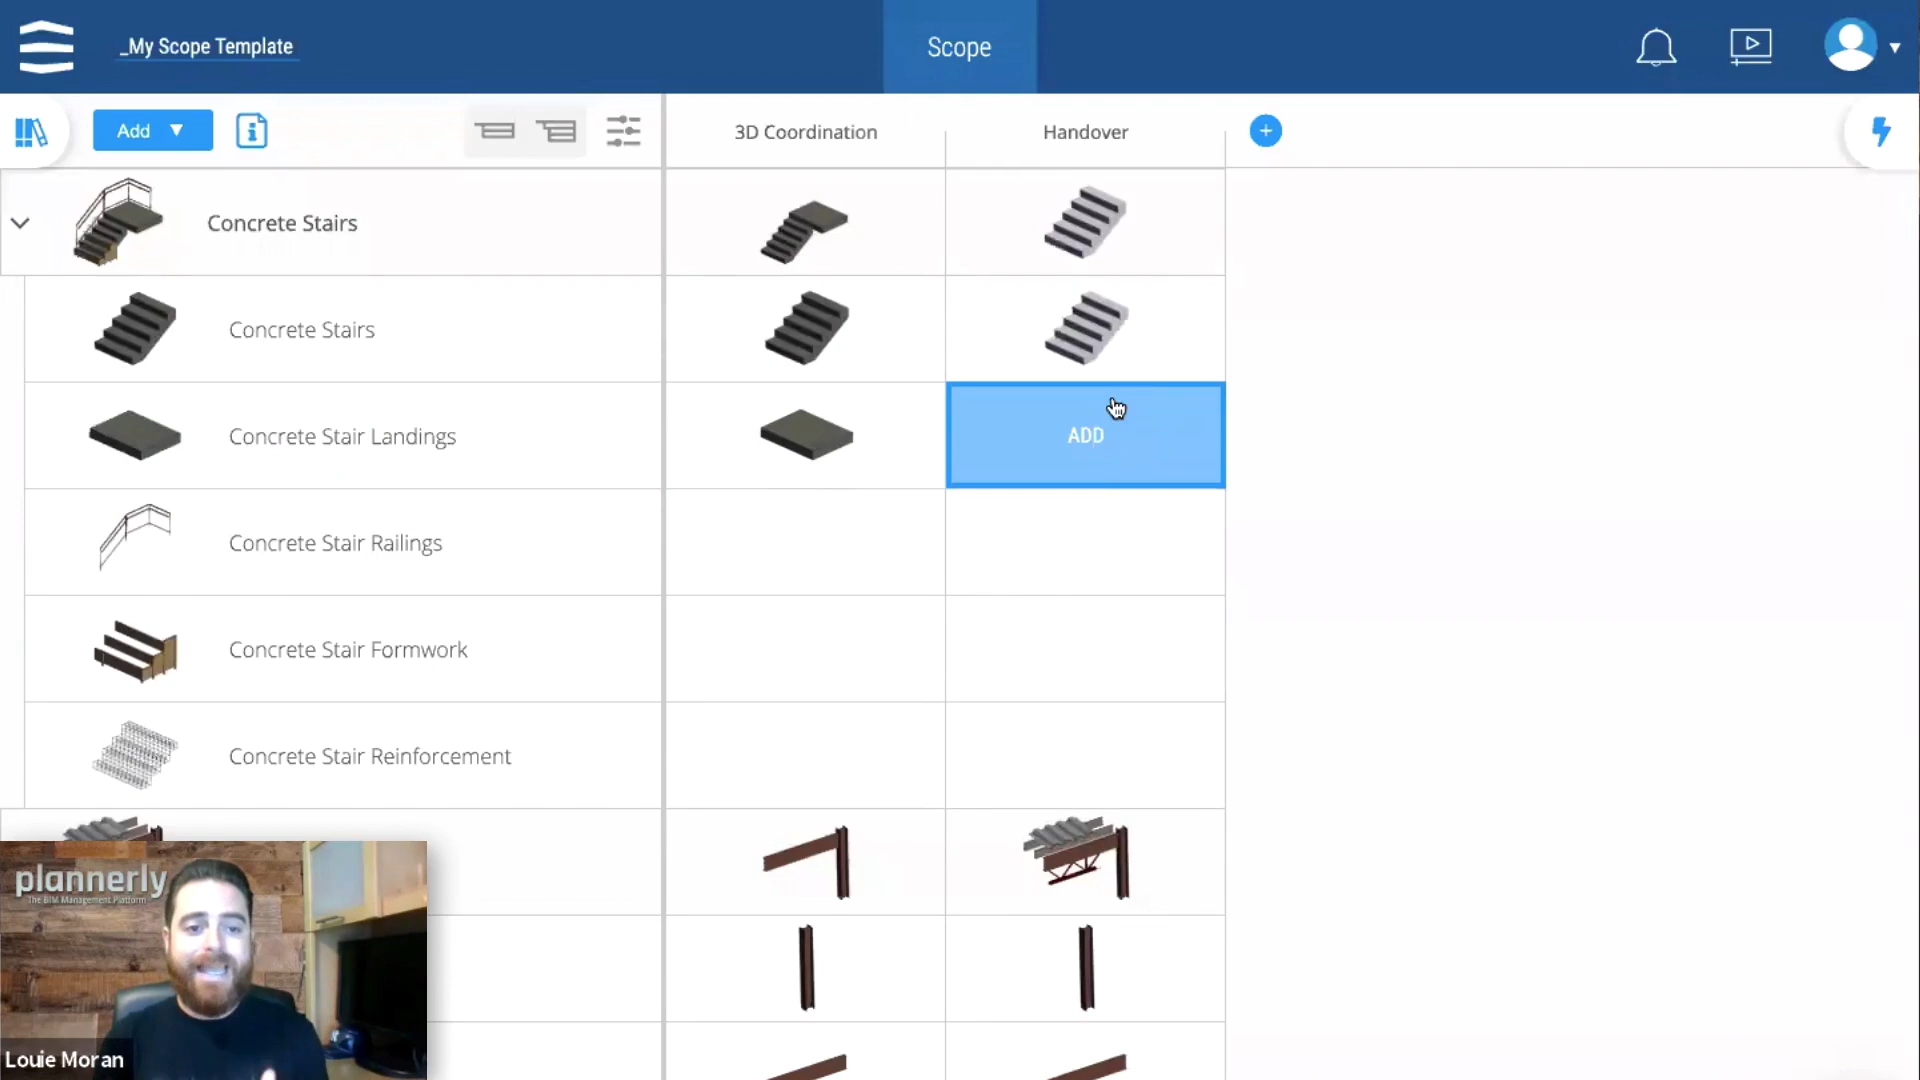 _My Scope Template
Scope
Add
3D Coordination
Handover
Concrete Stairs
Concrete Stairs
Concrete Stair Landings
ADD
Concrete Stair Railings
Concrete Stair Formwork
Concrete Stair Reinforcement
plannerly
The BIM Management Platform
Louie Moran